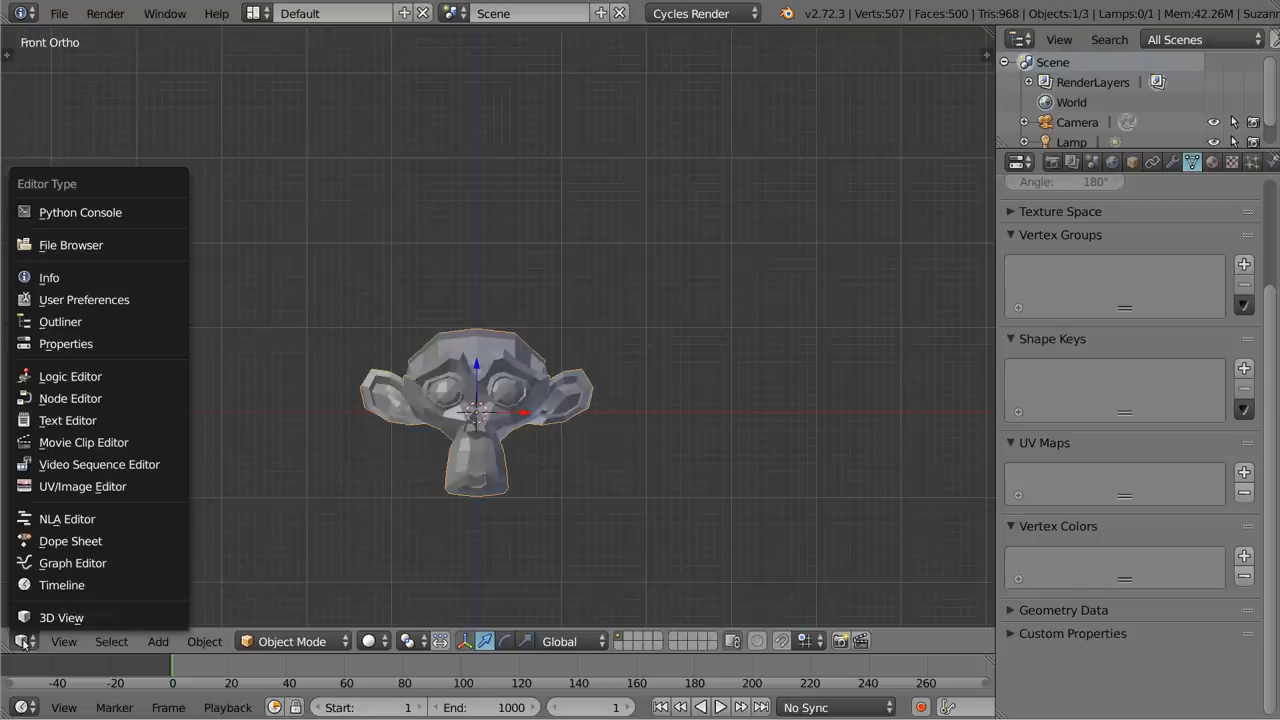 File Render Window Help Default Scene Cycles Render v2.72.3 | Verts:507 | Faces:500 | Tris:968 | Objects:1/3 | Lamps:0/1 | Mem:42.26M | Suzan
Front Ortho
View Search All Scenes
Scene
RenderLayers
World
Camera
Lamp
Angle: 180°
Texture Space
Vertex Groups
Shape Keys
UV Maps
Vertex Colors
Geometry Data
Custom Properties
Editor Type
Python Console
File Browser
Info
User Preferences
Outliner
Properties
Logic Editor
Node Editor
Text Editor
Movie Clip Editor
Video Sequence Editor
UV/Image Editor
NLA Editor
Dope Sheet
Graph Editor
Timeline
3D View
View Select Add Object Object Mode Global
-40 -20 0 20 40 60 80 100 120 140 160 180 200 220 240 260
View Marker Frame Playback Start: 1 End: 1000 1 No Sync